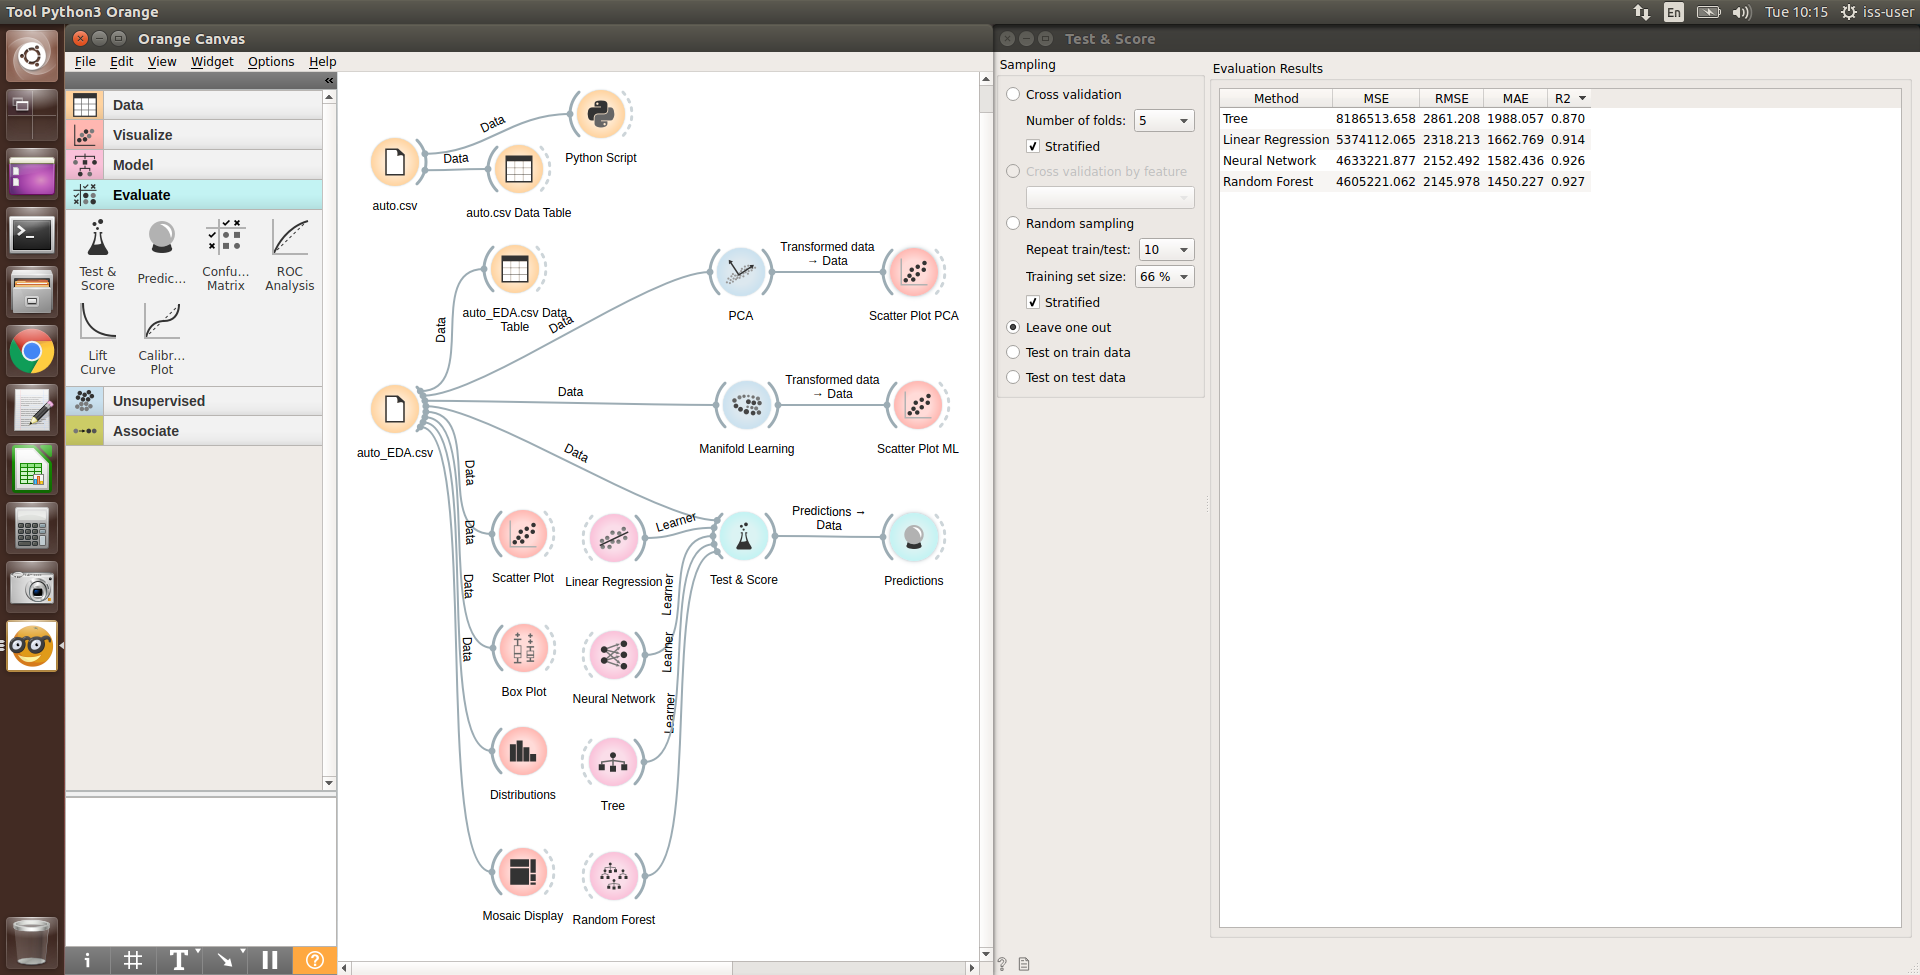 Tool Python3 Orange
En
Tue 10:15
iss-user
Orange Canvas
File Edit View Widget Options Help
Data
Visualize
Model
Evaluate
Test & Score
Predic...
Confu... Matrix
ROC Analysis
Lift Curve
Calibr... Plot
Unsupervised
Associate
Data
Python Script
Data
auto.csv
auto.csv Data Table
auto_EDA.csv Data Table
Data
Data
PCA
Transformed data → Data
Scatter Plot PCA
auto_EDA.csv
Data
Manifold Learning
Transformed data → Data
Scatter Plot ML
Data
Data
Data
Data
Data
Scatter Plot
Linear Regression
Learner
Test & Score
Predictions → Data
Predictions
Learner
Learner
Learner
Box Plot
Neural Network
Distributions
Tree
Mosaic Display
Random Forest
i
T
?
Test & Score
Sampling
Cross validation
Number of folds: 5
Stratified
Cross validation by feature
Random sampling
Repeat train/test: 10
Training set size: 66 %
Stratified
Leave one out
Test on train data
Test on test data
?
Evaluation Results
Method MSE RMSE MAE R2
Tree 8186513.658 2861.208 1988.057 0.870
Linear Regression 5374112.065 2318.213 1662.769 0.914
Neural Network 4633221.877 2152.492 1582.436 0.926
Random Forest 4605221.062 2145.978 1450.227 0.927